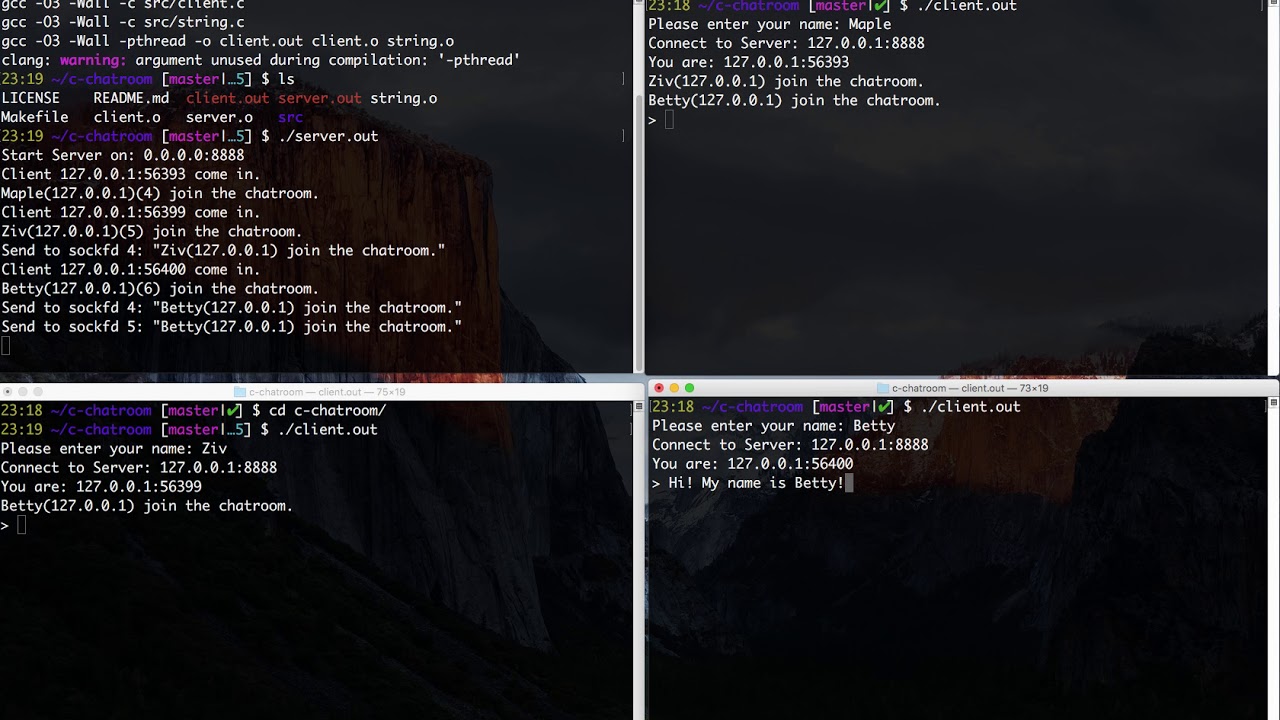 gcc -O3 -Wall -c src/client.c
gcc -O3 -Wall -c src/string.c
gcc -O3 -Wall -pthread -o client.out client.o string.o
clang: warning: argument unused during compilation: '-pthread'
[23:19 ~/c-chatroom [master|…5] $ ls ]
LICENSE README.md client.out server.out string.o
Makefile client.o server.o src
[23:19 ~/c-chatroom [master|…5] $ ./server.out ]
Start Server on: 0.0.0.0:8888
Client 127.0.0.1:56393 come in.
Maple(127.0.0.1)(4) join the chatroom.
Client 127.0.0.1:56399 come in.
Ziv(127.0.0.1)(5) join the chatroom.
Send to sockfd 4: "Ziv(127.0.0.1) join the chatroom."
Client 127.0.0.1:56400 come in.
Betty(127.0.0.1)(6) join the chatroom.
Send to sockfd 4: "Betty(127.0.0.1) join the chatroom."
Send to sockfd 5: "Betty(127.0.0.1) join the chatroom."
[23:18 ~/c-chatroom [master|✔] $ ./client.out ]
Please enter your name: Maple
Connect to Server: 127.0.0.1:8888
You are: 127.0.0.1:56393
Ziv(127.0.0.1) join the chatroom.
Betty(127.0.0.1) join the chatroom.
>
c-chatroom — client.out — 75×19
[23:18 ~/c-chatroom [master|✔] $ cd c-chatroom/ ]
[23:19 ~/c-chatroom [master|…5] $ ./client.out ]
Please enter your name: Ziv
Connect to Server: 127.0.0.1:8888
You are: 127.0.0.1:56399
Betty(127.0.0.1) join the chatroom.
>
c-chatroom — client.out — 73×19
[23:18 ~/c-chatroom [master|✔] $ ./client.out ]
Please enter your name: Betty
Connect to Server: 127.0.0.1:8888
You are: 127.0.0.1:56400
> Hi! My name is Betty!